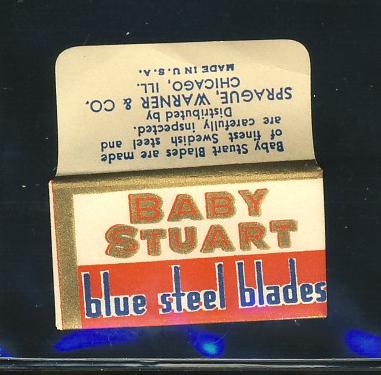 Baby Stuart Blades are made
of finest Swedish steel and
are carefully inspected.
Distributed by
SPRAGUE, WARNER & CO.
CHICAGO, ILL.
MADE IN U.S.A.
BABY
STUART
blue steel blades